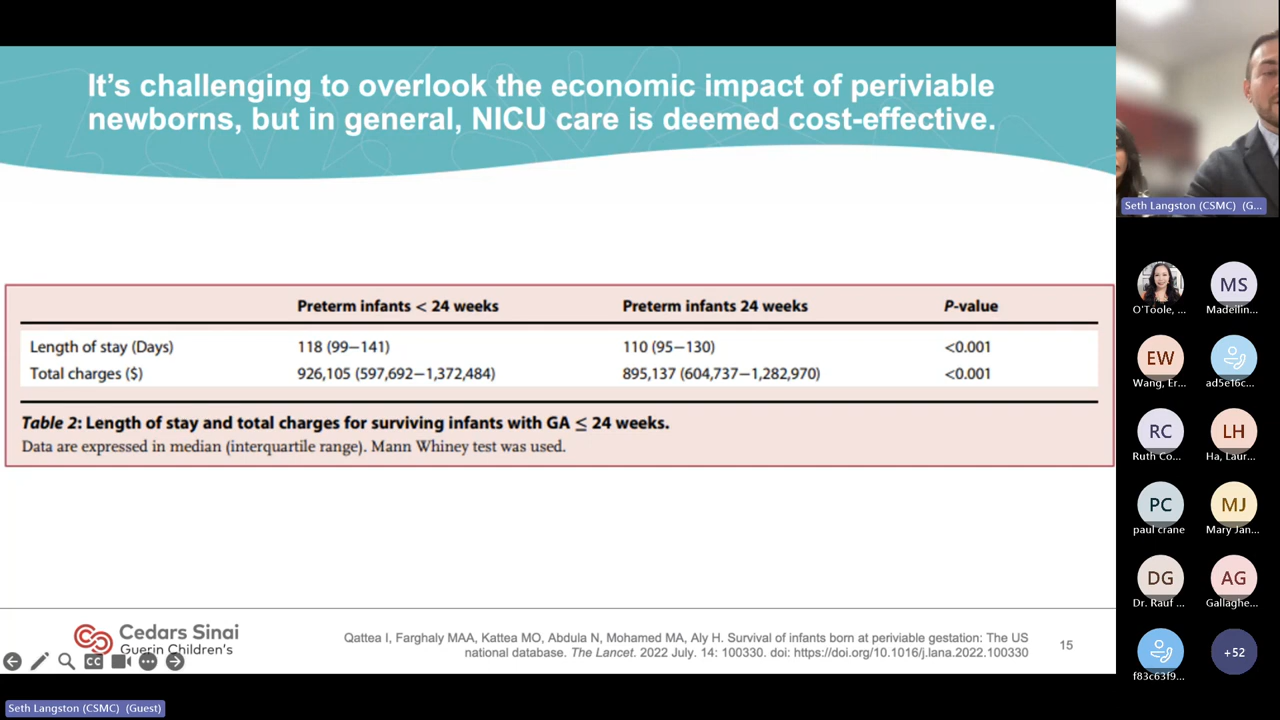 It's challenging to overlook the economic impact of periviable
newborns, but in general, NICU care is deemed cost-effective.
Preterm infants < 24 weeks Preterm infants 24 weeks P-value
Length of stay (Days) 118 (99−141) 110 (95−130) <0.001
Total charges ($) 926,105 (597,692−1,372,484) 895,137 (604,737−1,282,970) <0.001
Table 2: Length of stay and total charges for surviving infants with GA ≤ 24 weeks.
Data are expressed in median (interquartile range). Mann Whiney test was used.
Cedars Sinai
Guerin Children's
CC
Qattea I, Farghaly MAA, Kattea MO, Abdula N, Mohamed MA, Aly H. Survival of infants born at periviable gestation: The US
national database. The Lancet. 2022 July. 14: 100330. doi: https://doi.org/10.1016/j.lana.2022.100330
15
Seth Langston (CSMC) (Guest)
Seth Langston (CSMC) (G...
O'Toole, ...
MS
Madeilin...
EW
Wang, Er...
ad5e16c...
RC
Ruth Co...
LH
Ha, Laur...
PC
paul crane
MJ
Mary Jan...
DG
Dr. Rauf ...
AG
Gallaghe...
f83c63f9...
+52